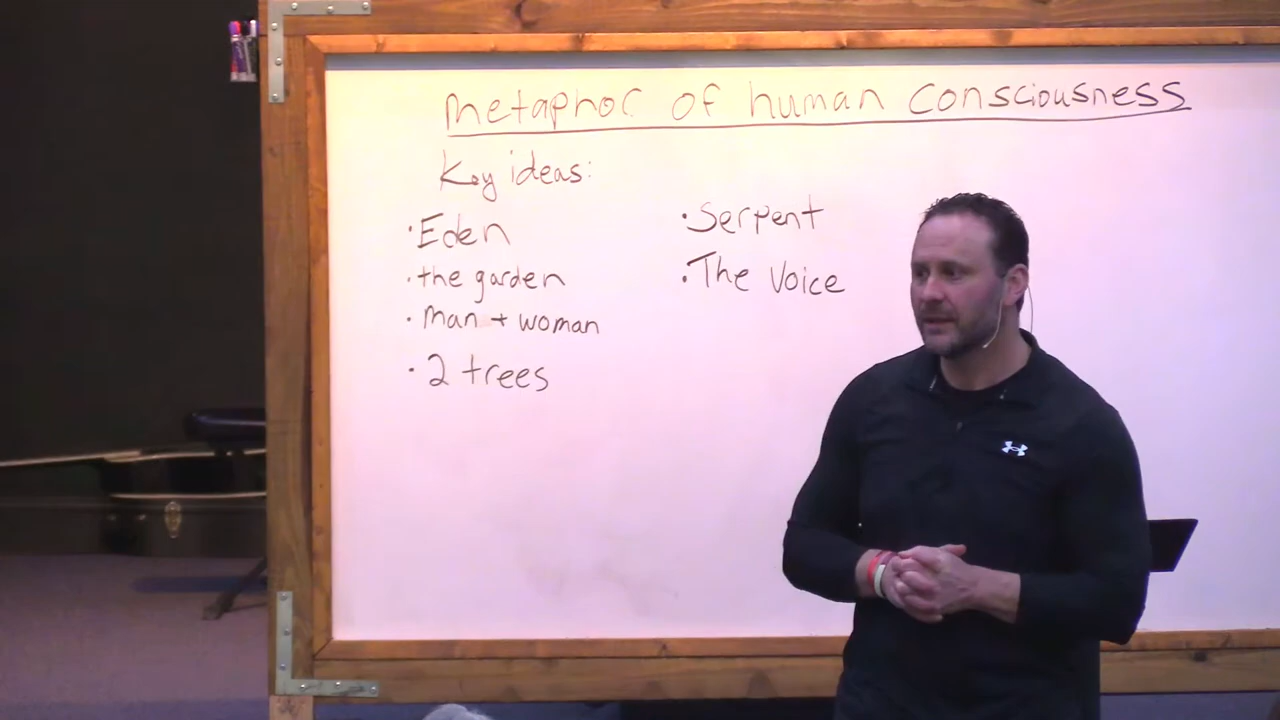 metaphor of human consciousness
Key ideas:
• Eden
• the garden
• man + woman
• 2 trees
• Serpent
• The Voice